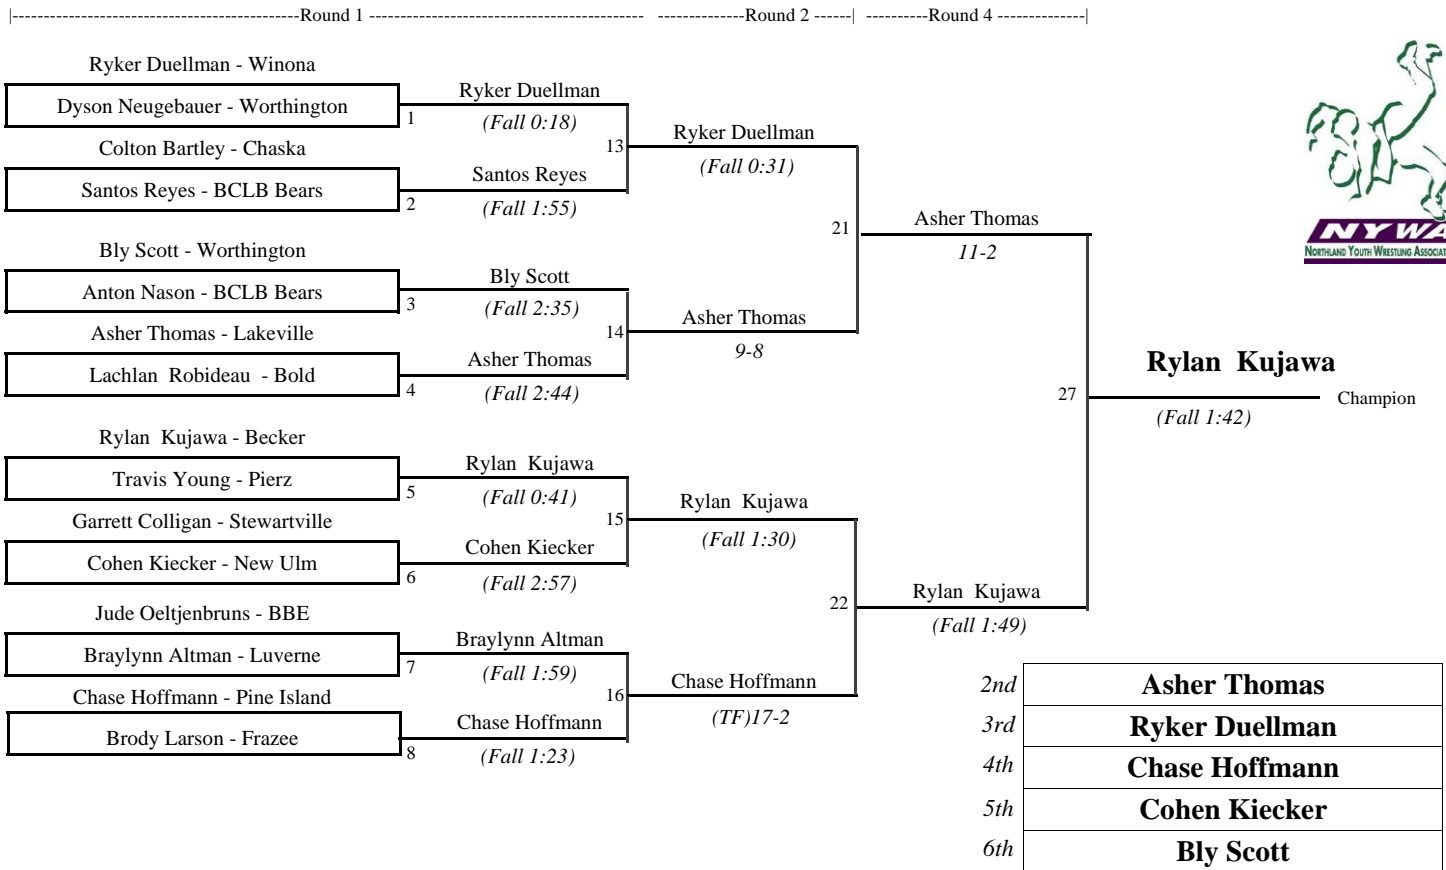 |----------------------------------------------Round 1 -------------------------------------------- --------------Round 2 ------| ----------Round 4 --------------|
Ryker Duellman - Winona
Dyson Neugebauer - Worthington
1
Ryker Duellman
(Fall 0:18)
Colton Bartley - Chaska
Santos Reyes - BCLB Bears
2
Santos Reyes
(Fall 1:55)
13
Ryker Duellman
(Fall 0:31)
Bly Scott - Worthington
Anton Nason - BCLB Bears
3
Bly Scott
(Fall 2:35)
Asher Thomas - Lakeville
Lachlan Robideau - Bold
4
Asher Thomas
(Fall 2:44)
14
Asher Thomas
9-8
21
Asher Thomas
11-2
Rylan Kujawa - Becker
Travis Young - Pierz
5
Rylan Kujawa
(Fall 0:41)
Garrett Colligan - Stewartville
Cohen Kiecker - New Ulm
6
Cohen Kiecker
(Fall 2:57)
15
Rylan Kujawa
(Fall 1:30)
Jude Oeltjenbruns - BBE
Braylynn Altman - Luverne
7
Braylynn Altman
(Fall 1:59)
Chase Hoffmann - Pine Island
Brody Larson - Frazee
8
Chase Hoffmann
(Fall 1:23)
16
Chase Hoffmann
(TF)17-2
22
Rylan Kujawa
(Fall 1:49)
27
Rylan Kujawa
Champion
(Fall 1:42)
NYWA
NORTHLAND YOUTH WRESTLING ASSOCIAT
2nd Asher Thomas
3rd Ryker Duellman
4th Chase Hoffmann
5th Cohen Kiecker
6th Bly Scott